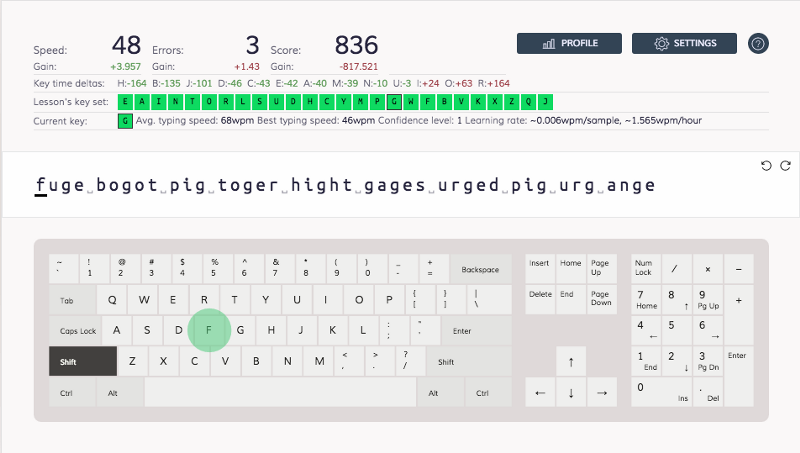 Speed: 48 Errors: 3 Score: 836 PROFILE SETTINGS ?
Gain: +3.957 Gain: +1.43 Gain: -817.521
Key time deltas: H:-164 B:-135 J:-101 D:-46 C:-43 E:-42 A:-40 M:-39 N:-10 U:-3 I:+24 O:+63 R:+164
Lesson's key set: E A I N T O R L S U D H C Y M P G W F B V K X Z Q J
Current key: G Avg. typing speed: 68wpm Best typing speed: 46wpm Confidence level: 1 Learning rate: ~0.006wpm/sample, ~1.565wpm/hour
fuge␣bogot␣pig␣toger␣hight␣gages␣urged␣pig␣urg␣ange
~ ! @ # $ % ^ & * ( ) _ + Backspace Insert Home Page Up Num Lock / × −
` 1 2 3 4 5 6 7 8 9 0 - =
Tab Q W E R T Y U I O P { [ } ] | \ Delete End Page Down 7 Home 8 ↑ 9 Pg Up +
Caps Lock A S D F G H J K L : ; " ' Enter 4 ← 5 6 →
Shift Z X C V B N M < , > . ? / Shift ↑ 1 End 2 ↓ 3 Pg Dn Enter
Ctrl Alt Alt Ctrl ← ↓ → 0 Ins . Del